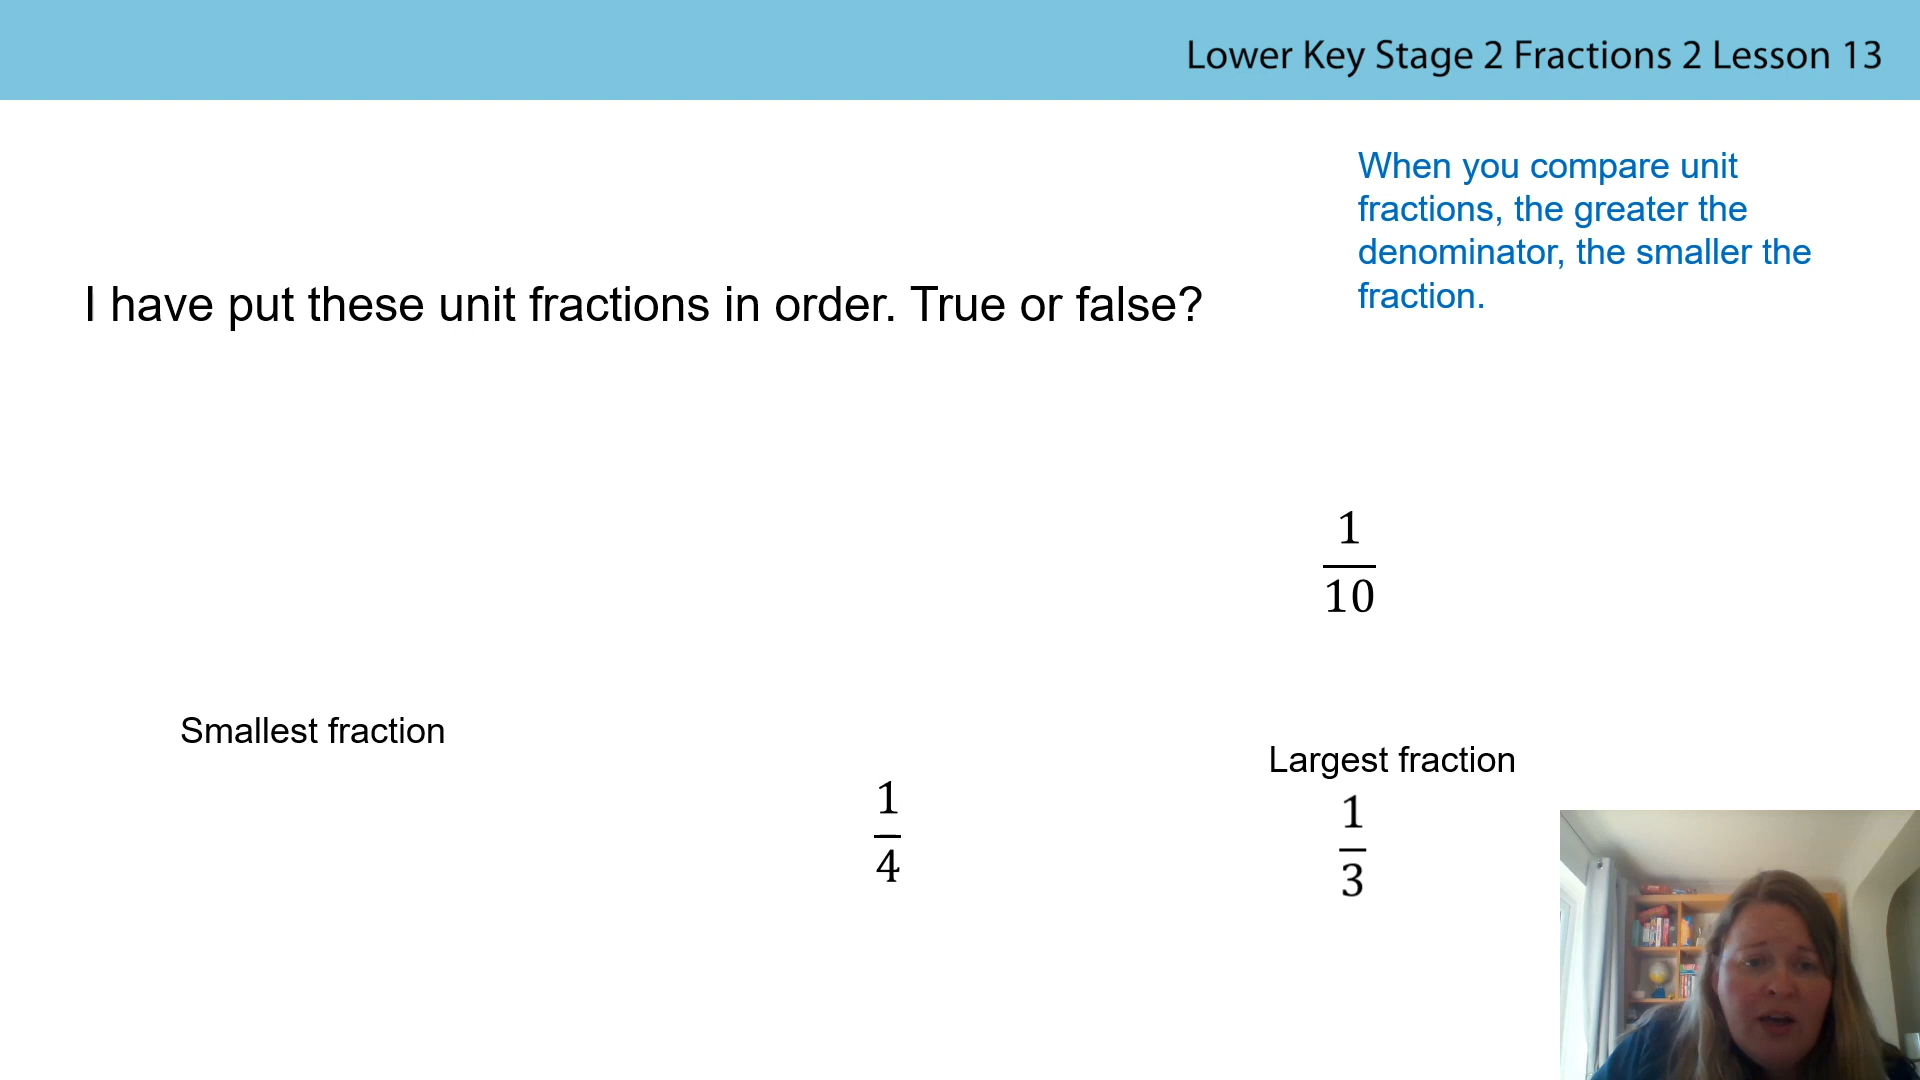 Lower Key Stage 2 Fractions 2 Lesson 13
When you compare unit
fractions, the greater the
denominator, the smaller the
fraction.
I have put these unit fractions in order. True or false?
1
10
Smallest fraction
Largest fraction
1
4
1
3